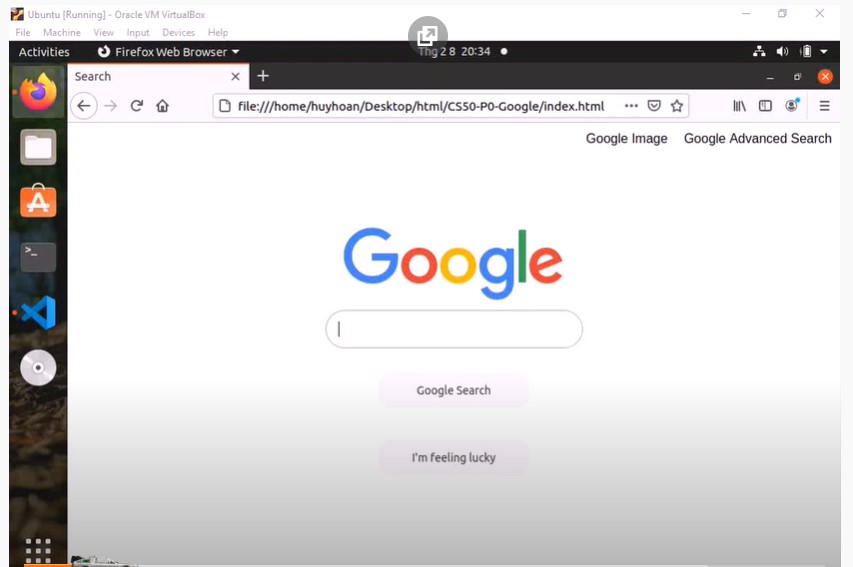 Ubuntu [Running] - Oracle VM VirtualBox
File Machine View Input Devices Help
Activities Firefox Web Browser Thg 2 8 20:34
Search
file:///home/huyhoan/Desktop/html/CS50-P0-Google/index.html
Google Image Google Advanced Search
Google
Google Search
I'm feeling lucky